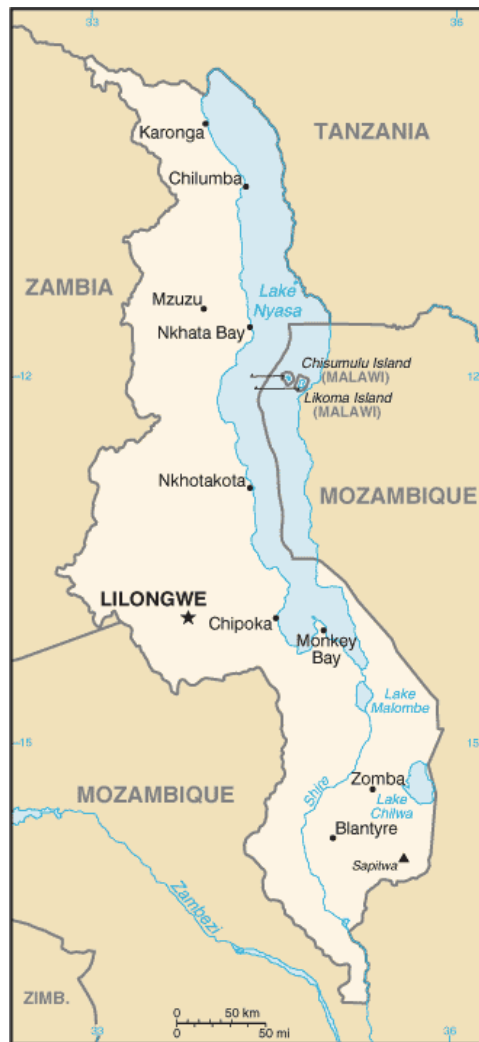 33
36
Karonga
TANZANIA
Chilumba
ZAMBIA
Lake
Nyasa
Mzuzu
Nkhata Bay
Chisumulu Island
(MALAWI)
12
12
Likoma Island
(MALAWI)
Nkhotakota
MOZAMBIQUE
LILONGWE
Chipoka
Monkey
Bay
Lake
Malombe
15
15
MOZAMBIQUE
Shire
Zomba
Lake
Chilwa
Blantyre
Sapitwa
Zambezi
ZIMB.
0 50 km
0 50 mi
33
36